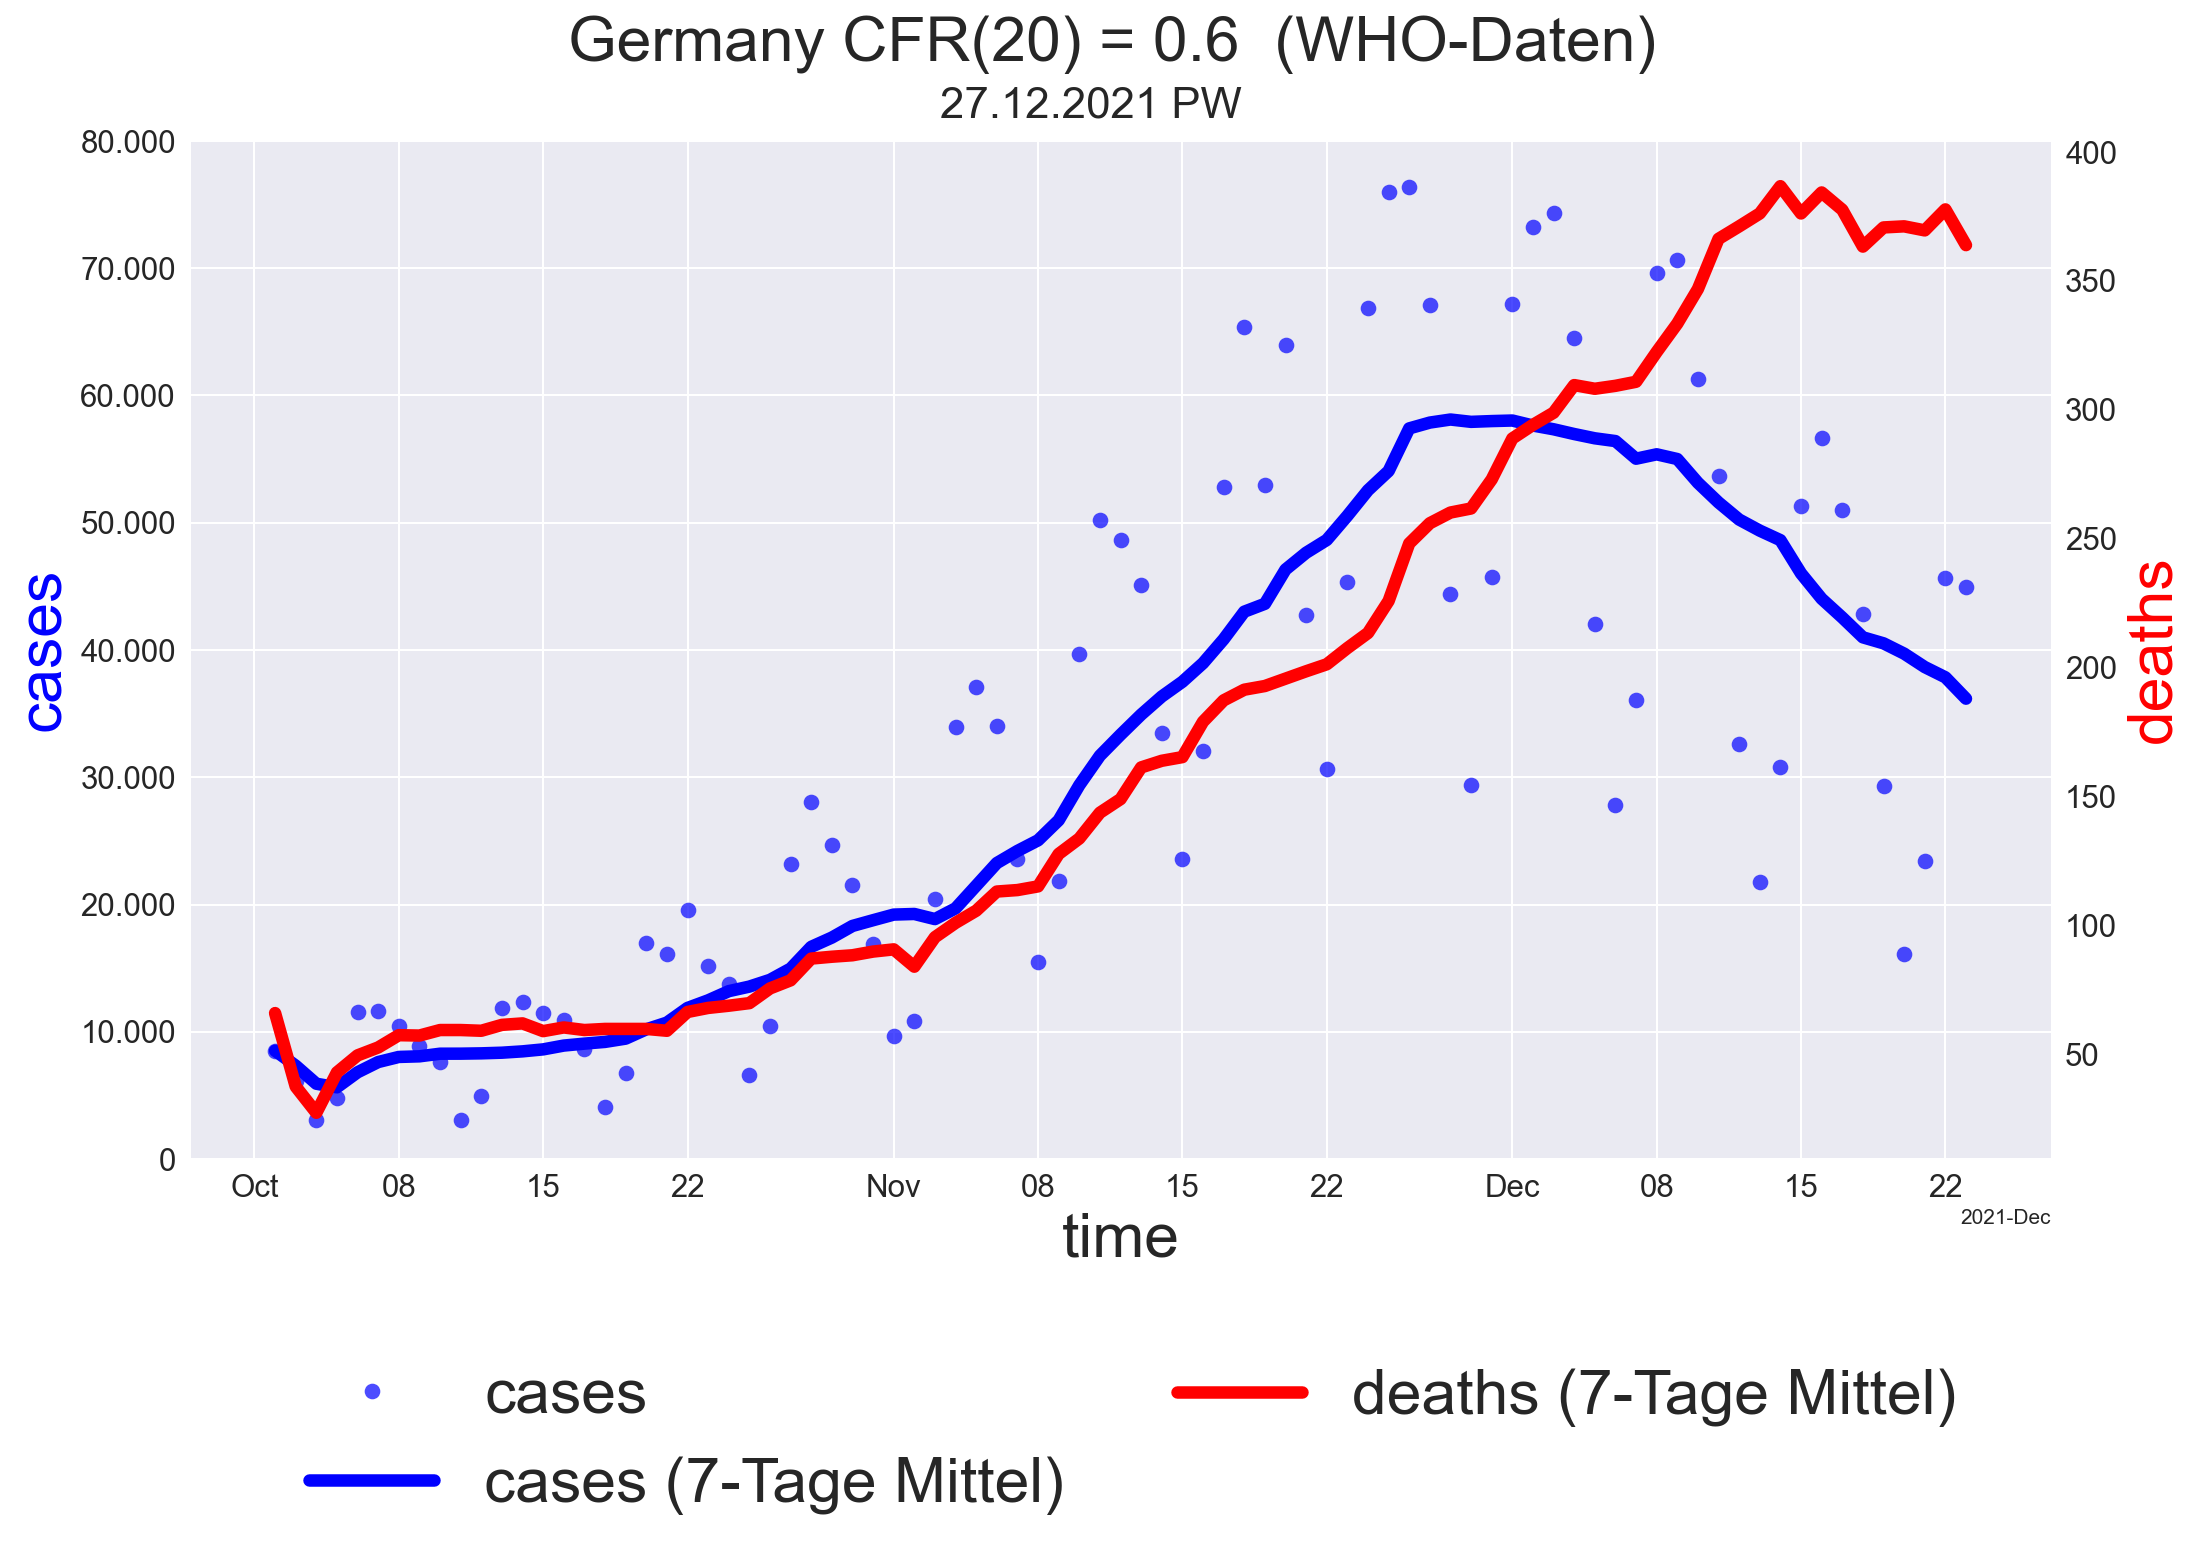 Germany CFR(20) = 0.6 (WHO-Daten)
27.12.2021 PW
80.000
70.000
60.000
50.000
40.000
30.000
20.000
10.000
0
cases
400
350
300
250
200
150
100
50
deaths
Oct 08 15 22 Nov 08 15 22 Dec 08 15 22
2021-Dec
time
cases
cases (7-Tage Mittel)
deaths (7-Tage Mittel)